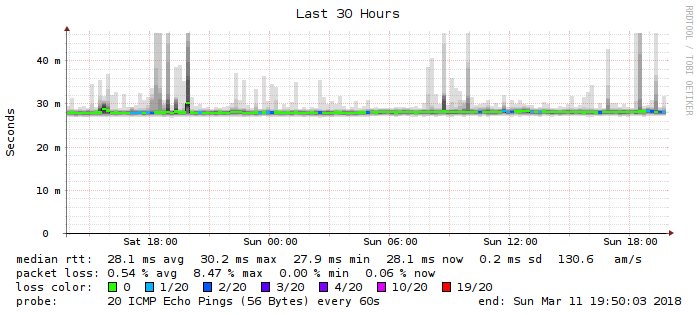 Last 30 Hours
RRDTOOL / TOBI OETIKER
Seconds
40 m
30 m
20 m
10 m
0
Sat 18:00 Sun 00:00 Sun 06:00 Sun 12:00 Sun 18:00
median rtt: 28.1 ms avg 30.2 ms max 27.9 ms min 28.1 ms now 0.2 ms sd 130.6 am/s
packet loss: 0.54 % avg 8.47 % max 0.00 % min 0.06 % now
loss color: 0 1/20 2/20 3/20 4/20 10/20 19/20
probe: 20 ICMP Echo Pings (56 Bytes) every 60s end: Sun Mar 11 19:50:03 2018